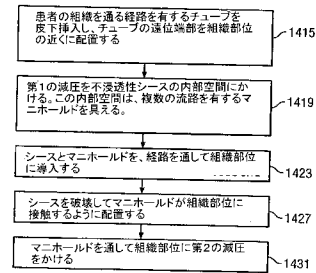 患者の組織を通る経路を有するチューブを
皮下挿入し、チューブの遠位端部を組織部位
の近くに配置する
1415
第1の減圧を不浸透性シースの内部空間にか
ける。この内部空間は、複数の流路を有するマ
ニホールドを具える。
1419
シースとマニホールドを、経路を通して組織部位
に導入する
1423
シースを破壊してマニホールドが組織部位に
接触するように配置する
1427
マニホールドを通して組織部位に第2の減圧
をかける
1431